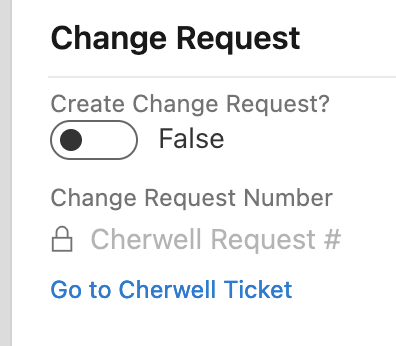 Change Request
Create Change Request?
False
Change Request Number
Cherwell Request #
Go to Cherwell Ticket